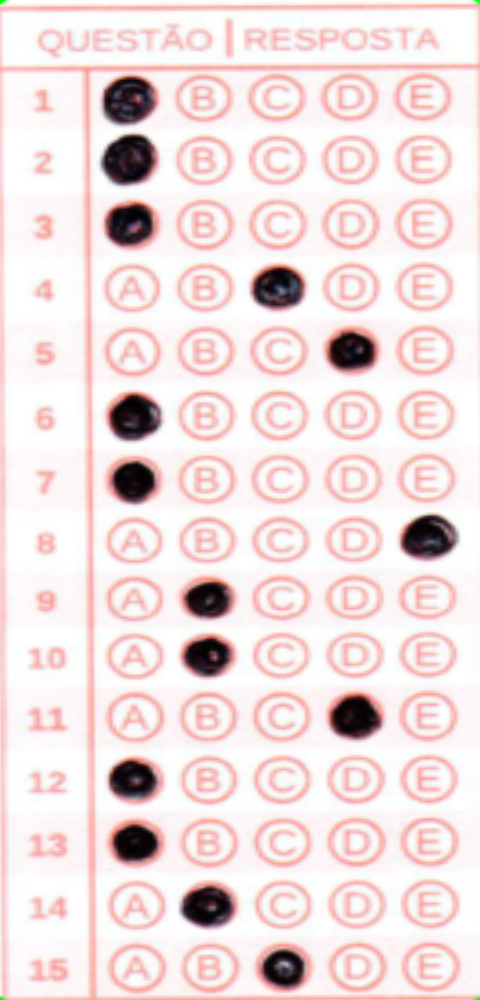 QUESTÃO | RESPOSTA
1 B C D E
2 B C D E
3 B C D E
4 A B D E
5 A B C E
6 B C D E
7 B C D E
8 A B C D
9 A C D E
10 A C D E
11 A B C E
12 B C D E
13 B C D E
14 A C D E
15 A B D E